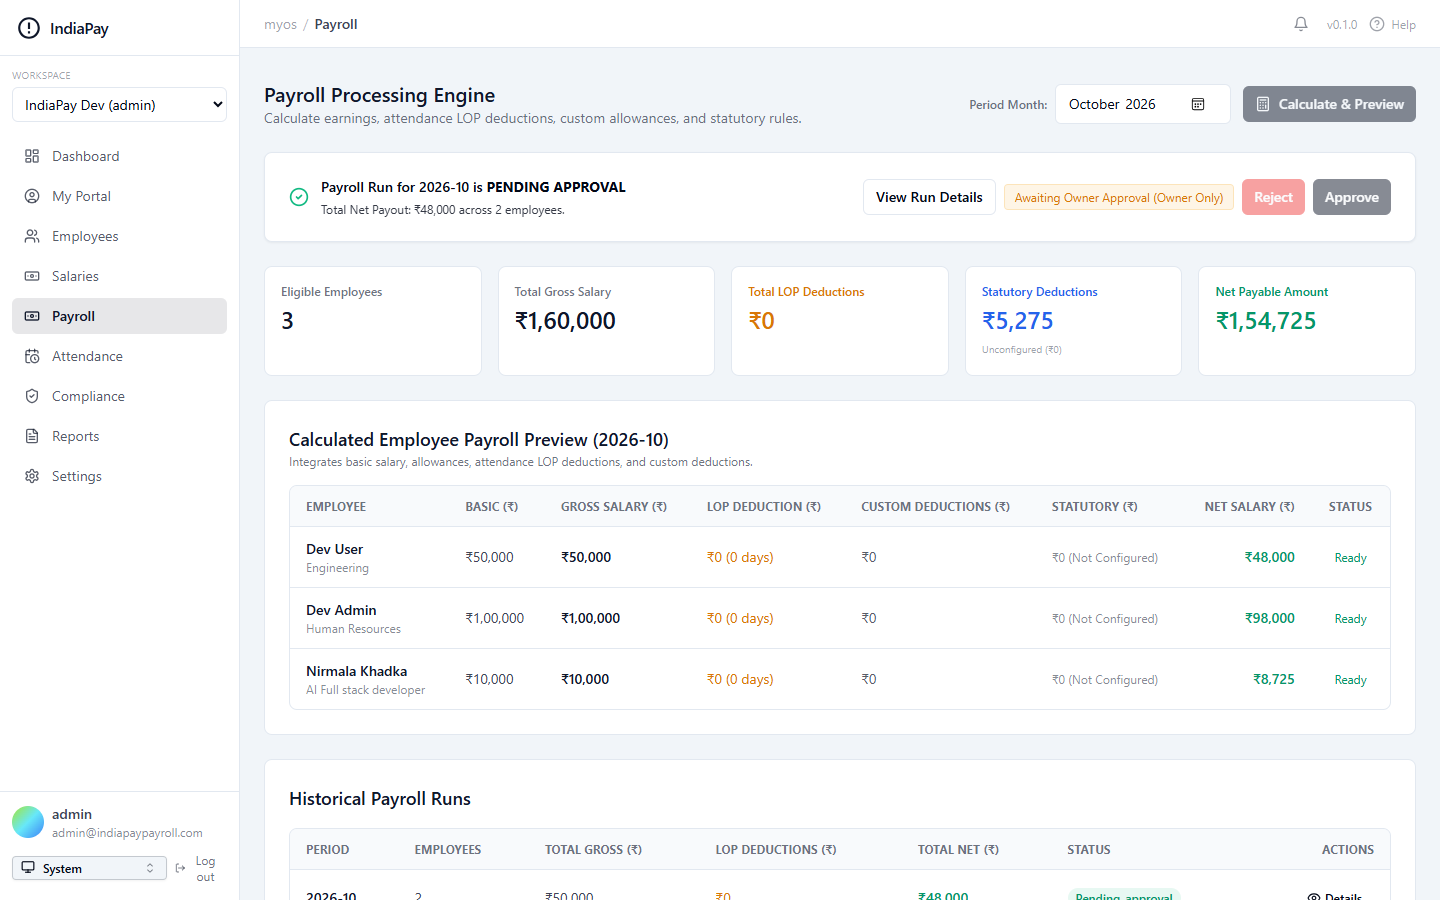 IndiaPay
WORKSPACE
IndiaPay Dev (admin)
Dashboard
My Portal
Employees
Salaries
Payroll
Attendance
Compliance
Reports
Settings
admin
admin@indiapaypayroll.com
System
Log out
myos / Payroll
v0.1.0
Help
Payroll Processing Engine
Calculate earnings, attendance LOP deductions, custom allowances, and statutory rules.
Period Month:
October 2026
Calculate & Preview
Payroll Run for 2026-10 is PENDING APPROVAL
Total Net Payout: ₹48,000 across 2 employees.
View Run Details
Awaiting Owner Approval (Owner Only)
Reject
Approve
Eligible Employees
3
Total Gross Salary
₹1,60,000
Total LOP Deductions
₹0
Statutory Deductions
₹5,275
Unconfigured (₹0)
Net Payable Amount
₹1,54,725
Calculated Employee Payroll Preview (2026-10)
Integrates basic salary, allowances, attendance LOP deductions, and custom deductions.
EMPLOYEE BASIC (₹) GROSS SALARY (₹) LOP DEDUCTION (₹) CUSTOM DEDUCTIONS (₹) STATUTORY (₹) NET SALARY (₹) STATUS
Dev User
Engineering
₹50,000 ₹50,000 ₹0 (0 days) ₹0 ₹0 (Not Configured) ₹48,000 Ready
Dev Admin
Human Resources
₹1,00,000 ₹1,00,000 ₹0 (0 days) ₹0 ₹0 (Not Configured) ₹98,000 Ready
Nirmala Khadka
AI Full stack developer
₹10,000 ₹10,000 ₹0 (0 days) ₹0 ₹0 (Not Configured) ₹8,725 Ready
Historical Payroll Runs
PERIOD EMPLOYEES TOTAL GROSS (₹) LOP DEDUCTIONS (₹) TOTAL NET (₹) STATUS ACTIONS
2026-10 2 ₹50,000 ₹0 ₹48,000 Pending_approval Details